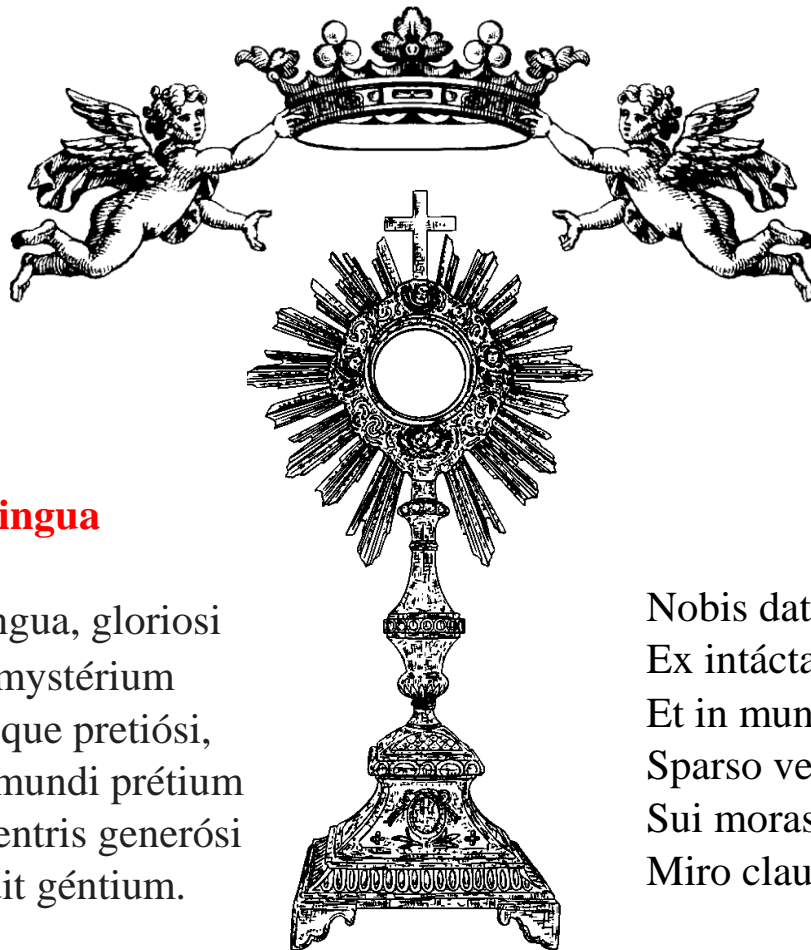 ingua
ngua, gloriosi
mystérium
que pretiósi,
mundi prétium
entris generósi
it géntium.
Nobis dat
Ex intácta
Et in mun
Sparso ve
Sui moras
Miro clau